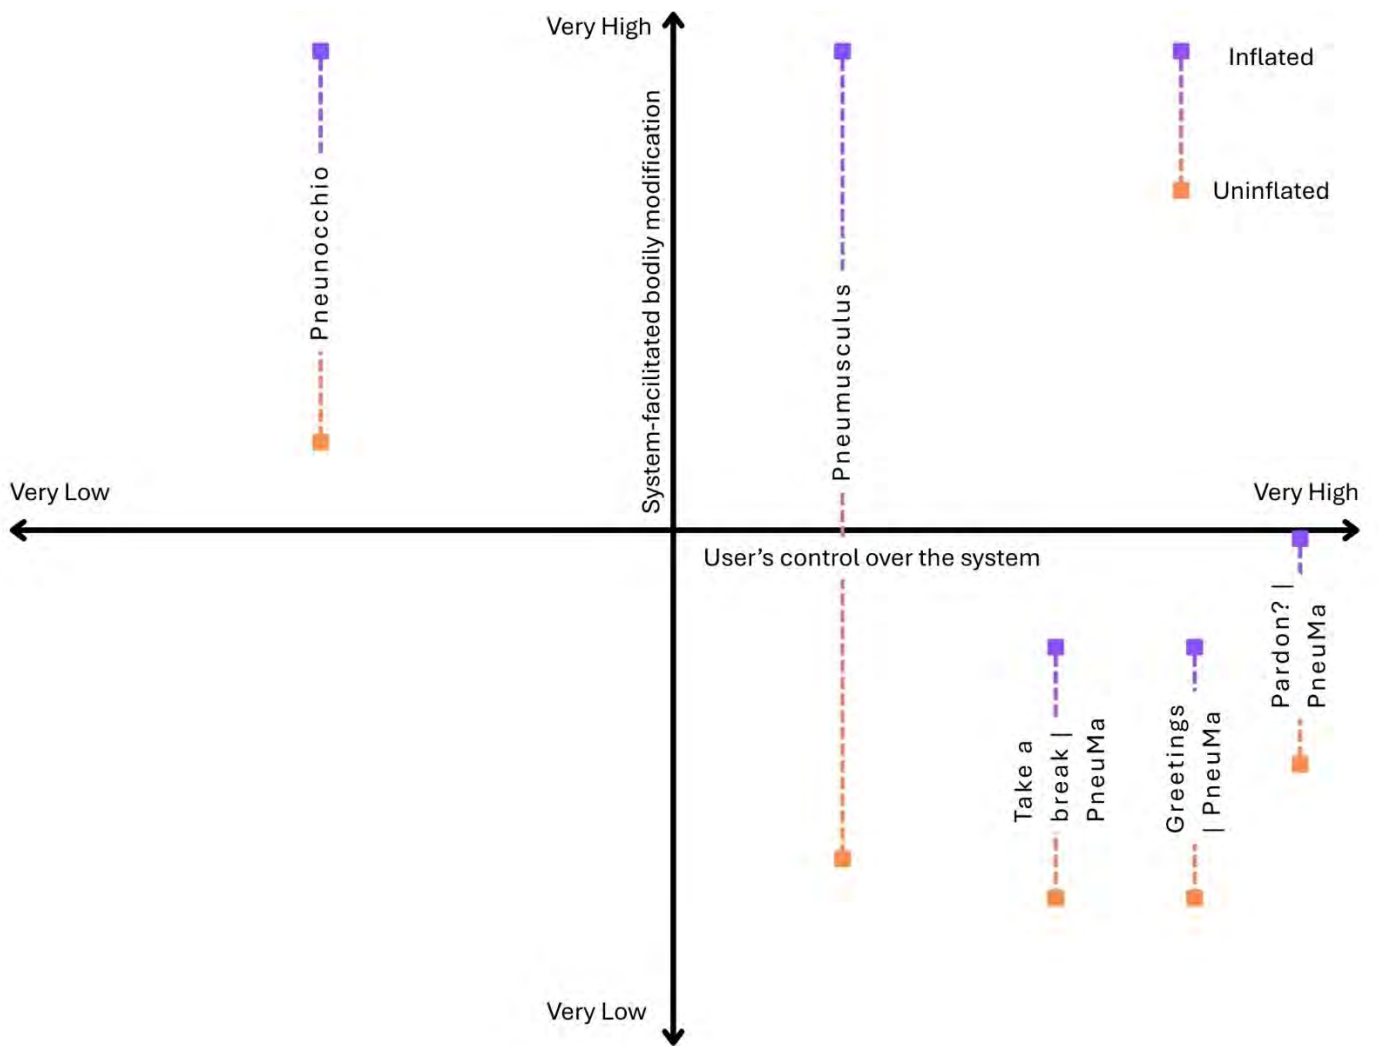 Very High
Inflated
System-facilitated bodily modification
Pneunocchio
Uninflated
Pneumusculus
Very Low
Very High
User's control over the system
Pardon? |
PneuMa
Take a
break |
PneuMa
Greetings
| PneuMa
Very Low